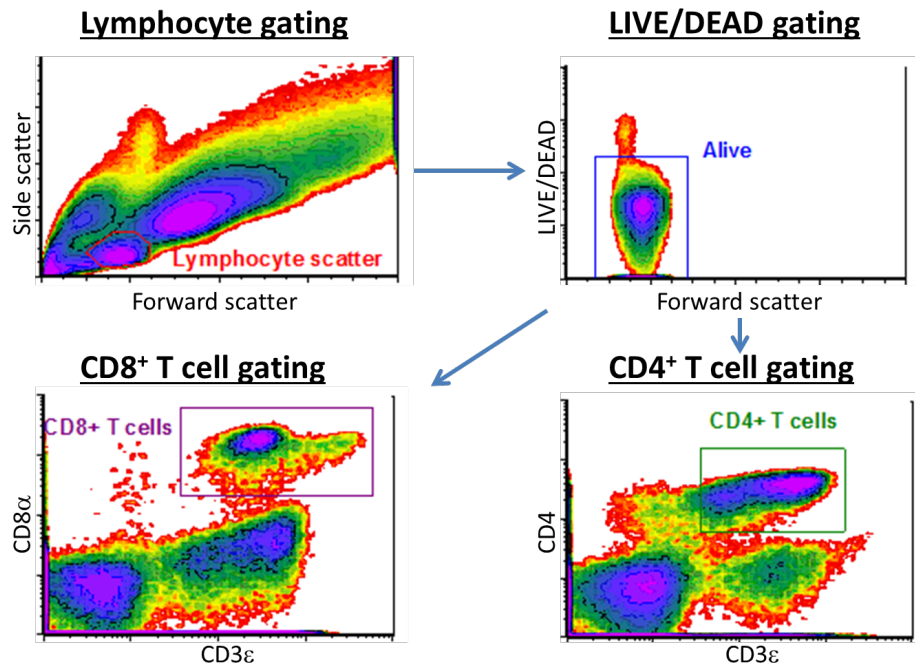 Lymphocyte gating
Side scatter
Lymphocyte scatter
Forward scatter
LIVE/DEAD gating
LIVE/DEAD
Alive
Forward scatter
CD8⁺ T cell gating
CD8+ T cells
CD8α
CD3ε
CD4⁺ T cell gating
CD4+ T cells
CD4
CD3ε